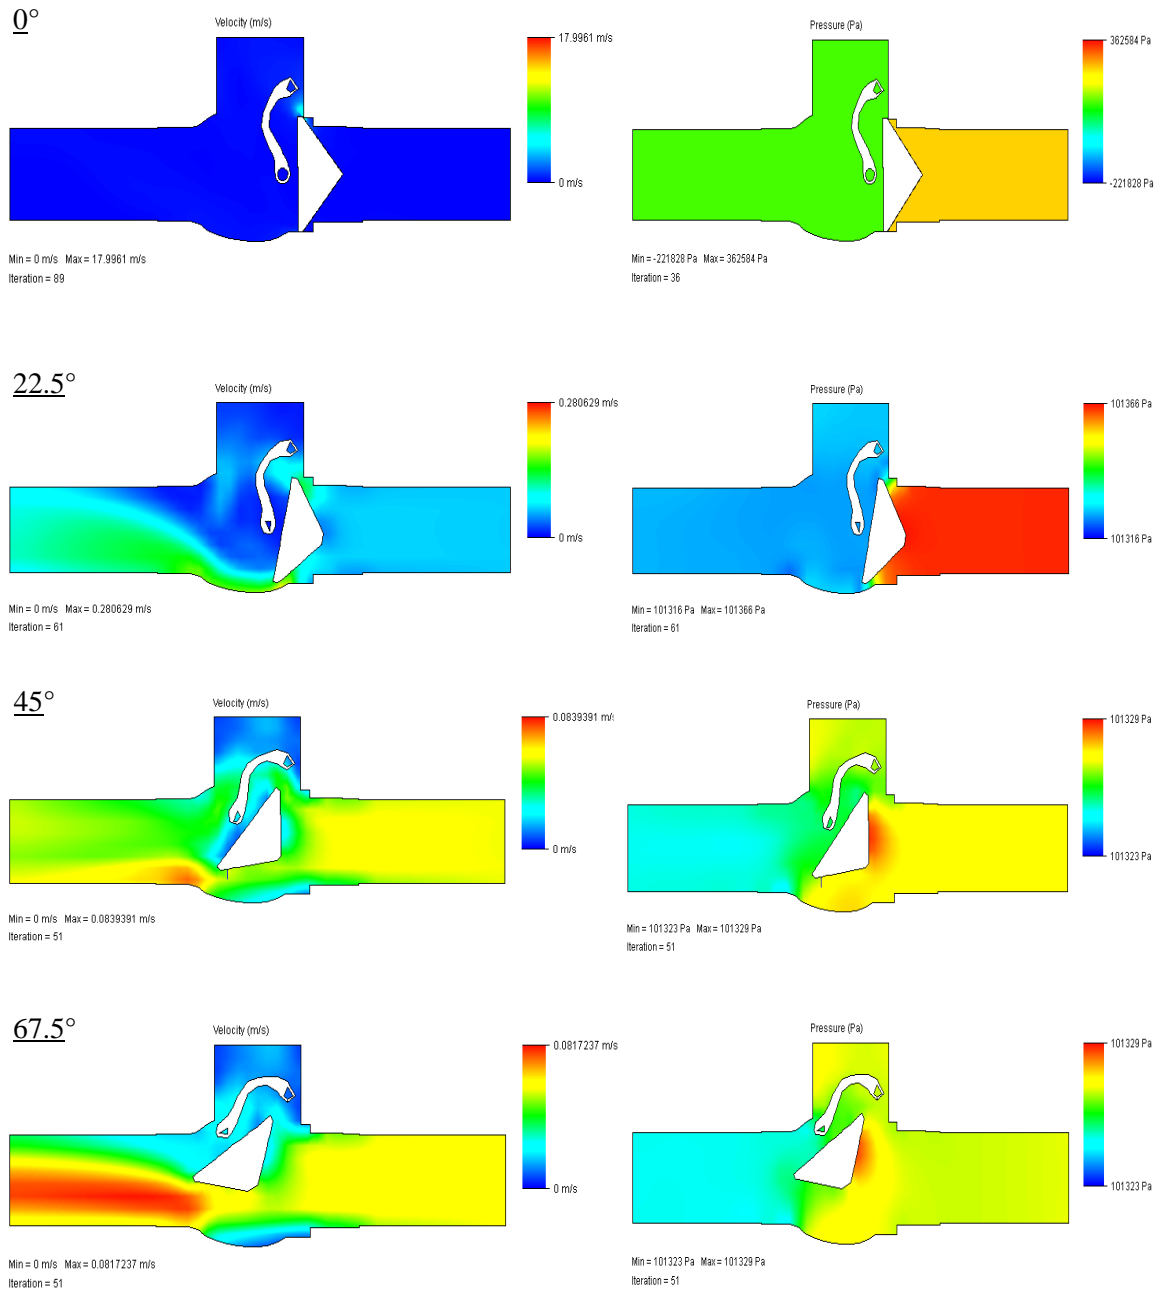 0°
Velocity (m/s)
17.9961 m/s
0 m/s
Min = 0 m/s Max = 17.9961 m/s
Iteration = 89
Pressure (Pa)
362584 Pa
-221828 Pa
Min = -221828 Pa Max = 362584 Pa
Iteration = 36
22.5°
Velocity (m/s)
0.280629 m/s
0 m/s
Min = 0 m/s Max = 0.280629 m/s
Iteration = 61
Pressure (Pa)
101366 Pa
101316 Pa
Min = 101316 Pa Max = 101366 Pa
Iteration = 61
45°
Velocity (m/s)
0.0839391 m/s
0 m/s
Min = 0 m/s Max = 0.0839391 m/s
Iteration = 51
Pressure (Pa)
101329 Pa
101323 Pa
Min = 101323 Pa Max = 101329 Pa
Iteration = 51
67.5°
Velocity (m/s)
0.0817237 m/s
0 m/s
Min = 0 m/s Max = 0.0817237 m/s
Iteration = 51
Pressure (Pa)
101329 Pa
101323 Pa
Min = 101323 Pa Max = 101329 Pa
Iteration = 51